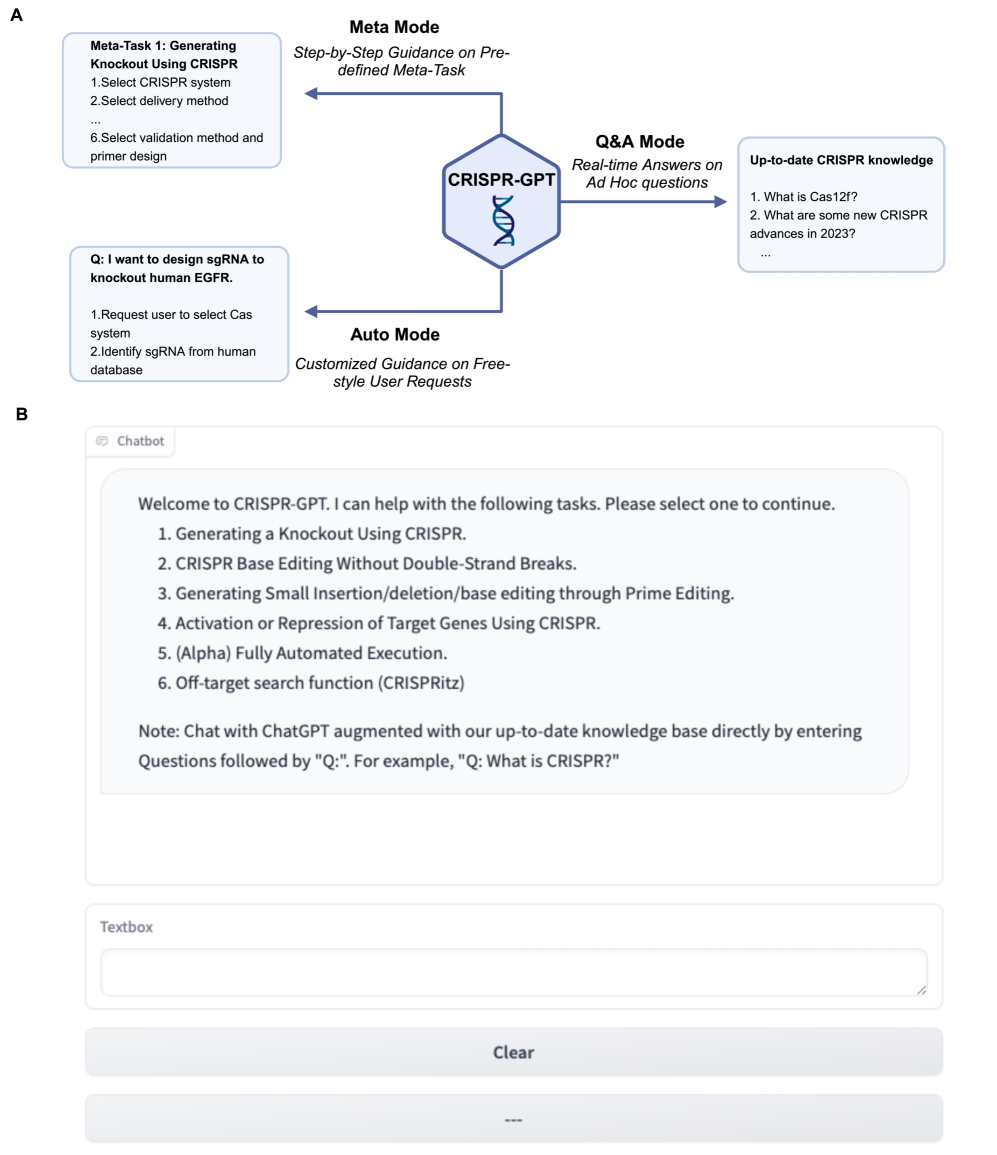 A
Meta Mode
Step-by-Step Guidance on Pre-
defined Meta-Task
Meta-Task 1: Generating
Knockout Using CRISPR
1.Select CRISPR system
2.Select delivery method
...
6.Select validation method and
primer design
CRISPR-GPT
Q&A Mode
Real-time Answers on
Ad Hoc questions
Up-to-date CRISPR knowledge
1. What is Cas12f?
2. What are some new CRISPR
advances in 2023?
...
Q: I want to design sgRNA to
knockout human EGFR.
1.Request user to select Cas
system
2.Identify sgRNA from human
database
Auto Mode
Customized Guidance on Free-
style User Requests
B
Chatbot
Welcome to CRISPR-GPT. I can help with the following tasks. Please select one to continue.
1. Generating a Knockout Using CRISPR.
2. CRISPR Base Editing Without Double-Strand Breaks.
3. Generating Small Insertion/deletion/base editing through Prime Editing.
4. Activation or Repression of Target Genes Using CRISPR.
5. (Alpha) Fully Automated Execution.
6. Off-target search function (CRISPRitz)
Note: Chat with ChatGPT augmented with our up-to-date knowledge base directly by entering
Questions followed by "Q:". For example, "Q: What is CRISPR?"
Textbox
Clear
---